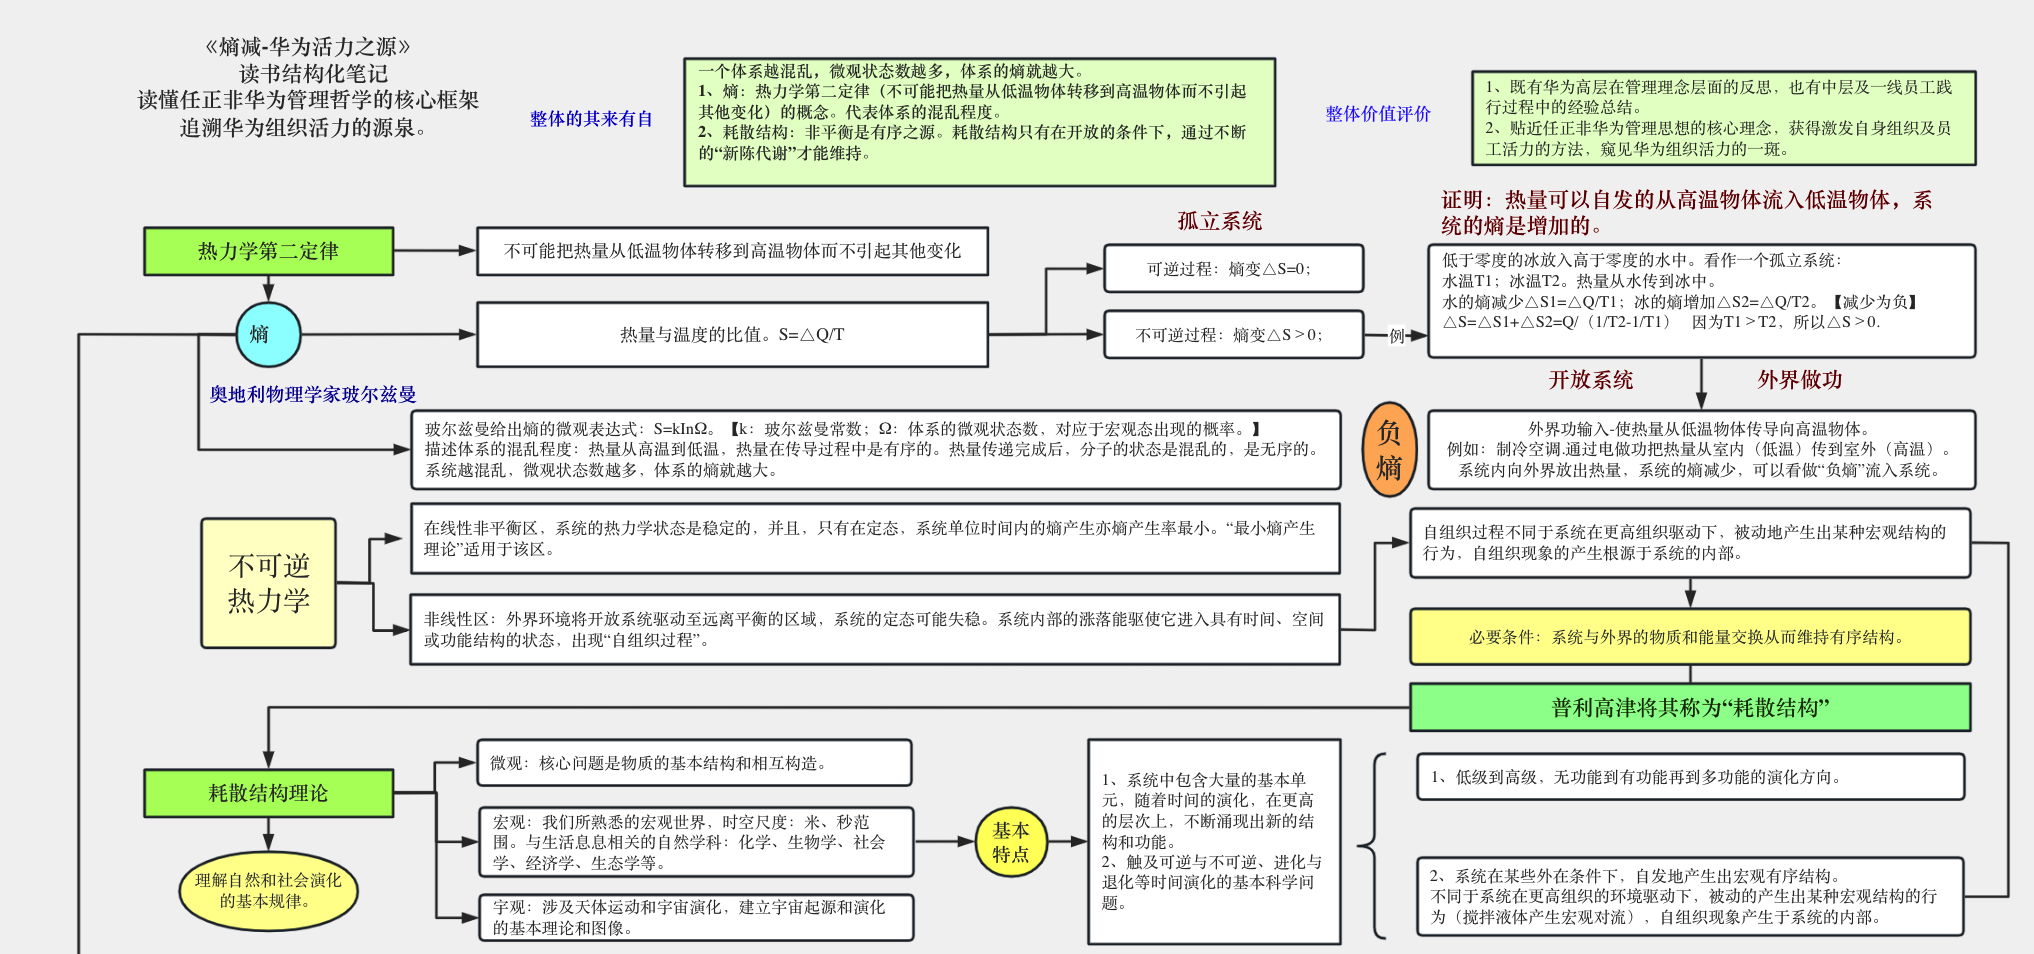 《熵减-华为活力之源》
读书结构化笔记
读懂任正非华为管理哲学的核心框架
追溯华为组织活力的源泉。
整体的其来有自
一个体系越混乱，微观状态数越多，体系的熵就越大。
1、熵：热力学第二定律（不可能把热量从低温物体转移到高温物体而不引起
其他变化）的概念。代表体系的混乱程度。
2、耗散结构：非平衡是有序之源。耗散结构只有在开放的条件下，通过不断
的“新陈代谢”才能维持。
整体价值评价
1、既有华为高层在管理理念层面的反思，也有中层及一线员工践
行过程中的经验总结。
2、贴近任正非华为管理思想的核心理念，获得激发自身组织及员
工活力的方法，窥见华为组织活力的一斑。
热力学第二定律
不可能把热量从低温物体转移到高温物体而不引起其他变化
熵
热量与温度的比值。S=△Q/T
孤立系统
可逆过程：熵变△S=0；
不可逆过程：熵变△S＞0；
例
证明：热量可以自发的从高温物体流入低温物体，系
统的熵是增加的。
低于零度的冰放入高于零度的水中。看作一个孤立系统：
水温T1；冰温T2。热量从水传到冰中。
水的熵减少△S1=△Q/T1；冰的熵增加△S2=△Q/T2。【减少为负】
△S=△S1+△S2=Q/（1/T2-1/T1） 因为T1＞T2，所以△S＞0.
开放系统
外界做功
奥地利物理学家玻尔兹曼
玻尔兹曼给出熵的微观表达式：S=kInΩ。【k：玻尔兹曼常数；Ω：体系的微观状态数，对应于宏观态出现的概率。】
描述体系的混乱程度：热量从高温到低温，热量在传导过程中是有序的。热量传递完成后，分子的状态是混乱的，是无序的。
系统越混乱，微观状态数越多，体系的熵就越大。
负
熵
外界功输入-使热量从低温物体传导向高温物体。
例如：制冷空调.通过电做功把热量从室内（低温）传到室外（高温）。
系统内向外界放出热量，系统的熵减少，可以看做“负熵”流入系统。
不可逆
热力学
在线性非平衡区，系统的热力学状态是稳定的，并且，只有在定态，系统单位时间内的熵产生亦熵产生率最小。“最小熵产生
理论”适用于该区。
非线性区：外界环境将开放系统驱动至远离平衡的区域，系统的定态可能失稳。系统内部的涨落能驱使它进入具有时间、空间
或功能结构的状态，出现“自组织过程”。
自组织过程不同于系统在更高组织驱动下，被动地产生出某种宏观结构的
行为，自组织现象的产生根源于系统的内部。
必要条件：系统与外界的物质和能量交换从而维持有序结构。
普利高津将其称为“耗散结构”
耗散结构理论
理解自然和社会演化
的基本规律。
微观：核心问题是物质的基本结构和相互构造。
宏观：我们所熟悉的宏观世界，时空尺度：米、秒范
围。与生活息息相关的自然学科：化学、生物学、社会
学、经济学、生态学等。
宇观：涉及天体运动和宇宙演化，建立宇宙起源和演化
的基本理论和图像。
基本
特点
1、系统中包含大量的基本单
元，随着时间的演化，在更高
的层次上，不断涌现出新的结
构和功能。
2、触及可逆与不可逆、进化与
退化等时间演化的基本科学问
题。
1、低级到高级，无功能到有功能再到多功能的演化方向。
2、系统在某些外在条件下，自发地产生出宏观有序结构。
不同于系统在更高组织的环境驱动下，被动的产生出某种宏观结构的行
为（搅拌液体产生宏观对流），自组织现象产生于系统的内部。